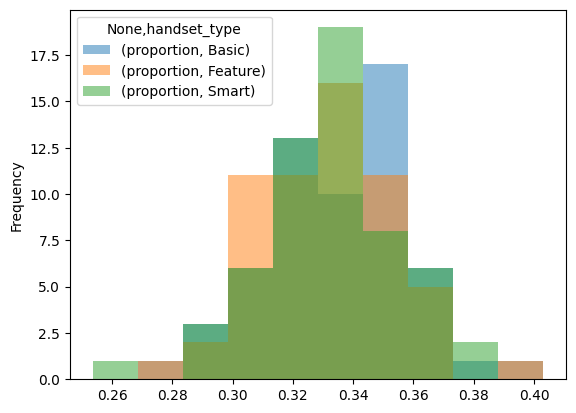 None,handset_type
(proportion, Basic)
(proportion, Feature)
(proportion, Smart)
Frequency
17.5
15.0
12.5
10.0
7.5
5.0
2.5
0.0
0.26 0.28 0.30 0.32 0.34 0.36 0.38 0.40